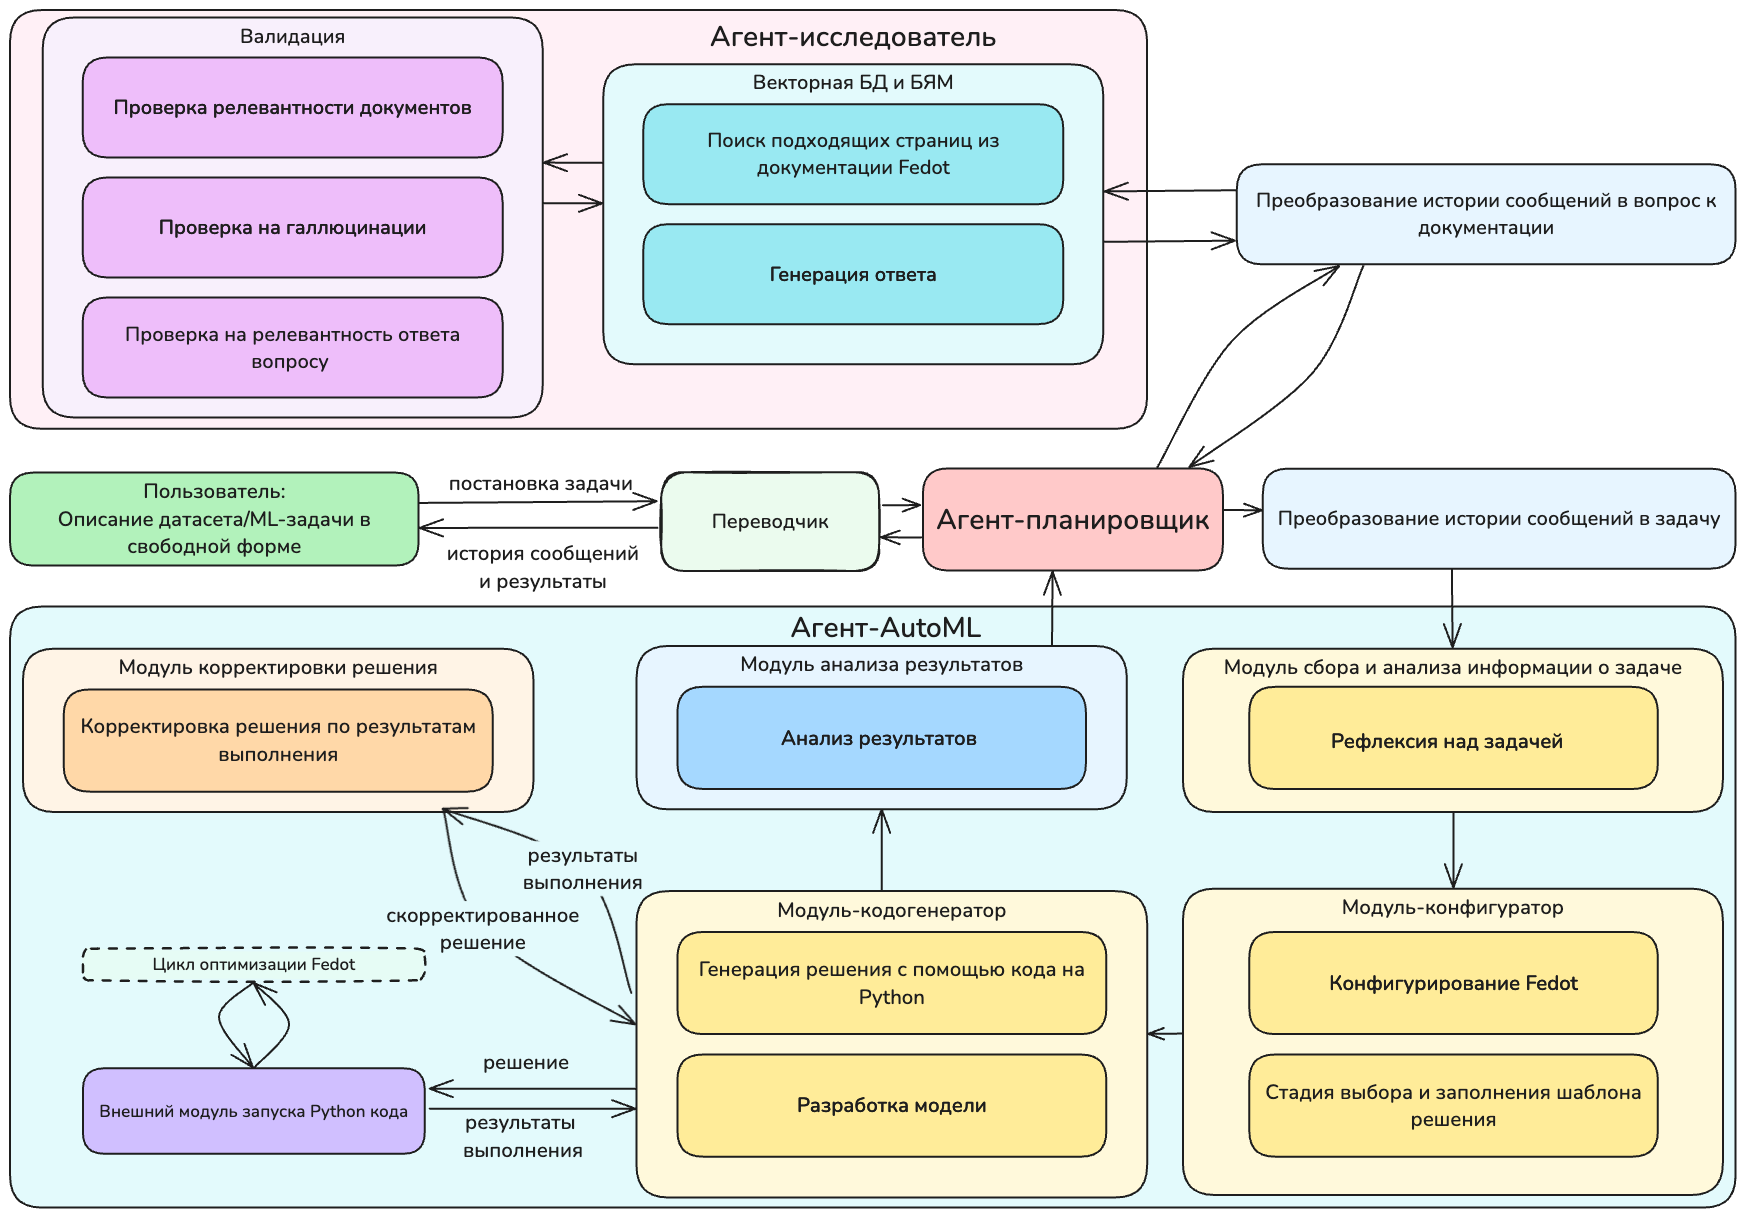 Агент-исследователь
Валидация
Проверка релевантности документов
Проверка на галлюцинации
Проверка на релевантность ответа
вопросу
Векторная БД и БЯМ
Поиск подходящих страниц из
документации Fedot
Генерация ответа
Преобразование истории сообщений в вопрос к
документации
Пользователь:
Описание датасета/ML-задачи в
свободной форме
постановка задачи
история сообщений
и результаты
Переводчик
Агент-планировщик
Преобразование истории сообщений в задачу
Агент-AutoML
Модуль корректировки решения
Корректировка решения по результатам
выполнения
Модуль анализа результатов
Анализ результатов
Модуль сбора и анализа информации о задаче
Рефлексия над задачей
результаты
выполнения
скорректированное
решение
Цикл оптимизации Fedot
Внешний модуль запуска Python кода
решение
результаты
выполнения
Модуль-кодогенератор
Генерация решения с помощью кода на
Python
Разработка модели
Модуль-конфигуратор
Конфигурирование Fedot
Стадия выбора и заполнения шаблона
решения